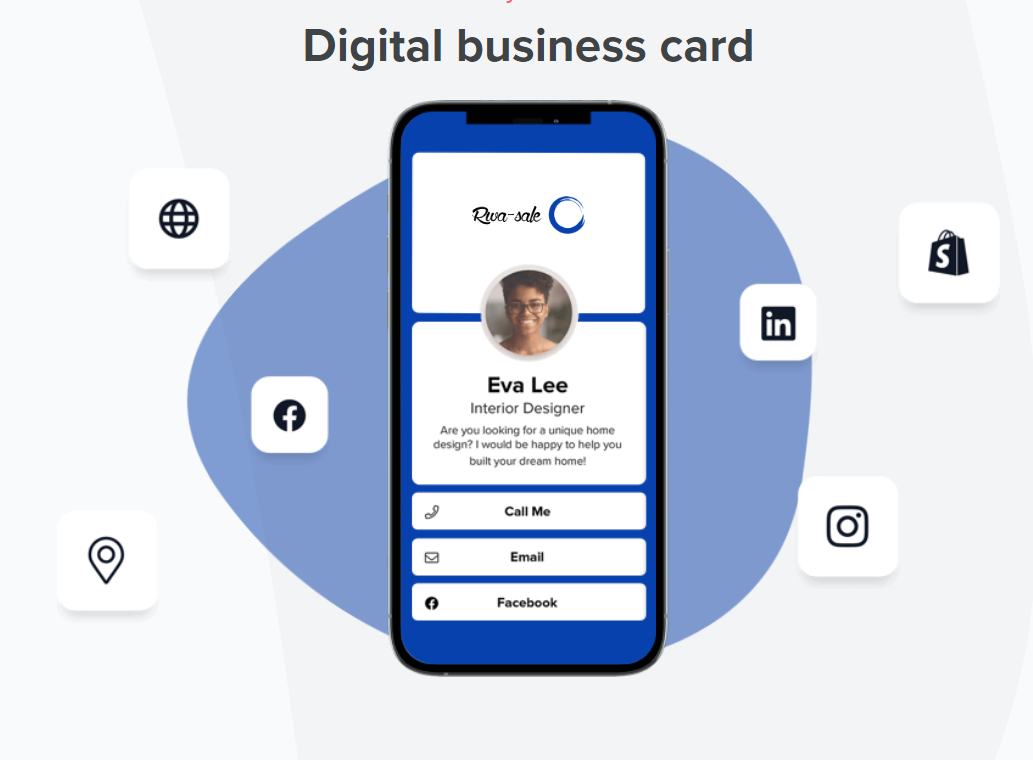 Digital business card
Rwa-sale
Eva Lee
Interior Designer
Are you looking for a unique home
design? I would be happy to help you
built your dream home!
Call Me
Email
Facebook